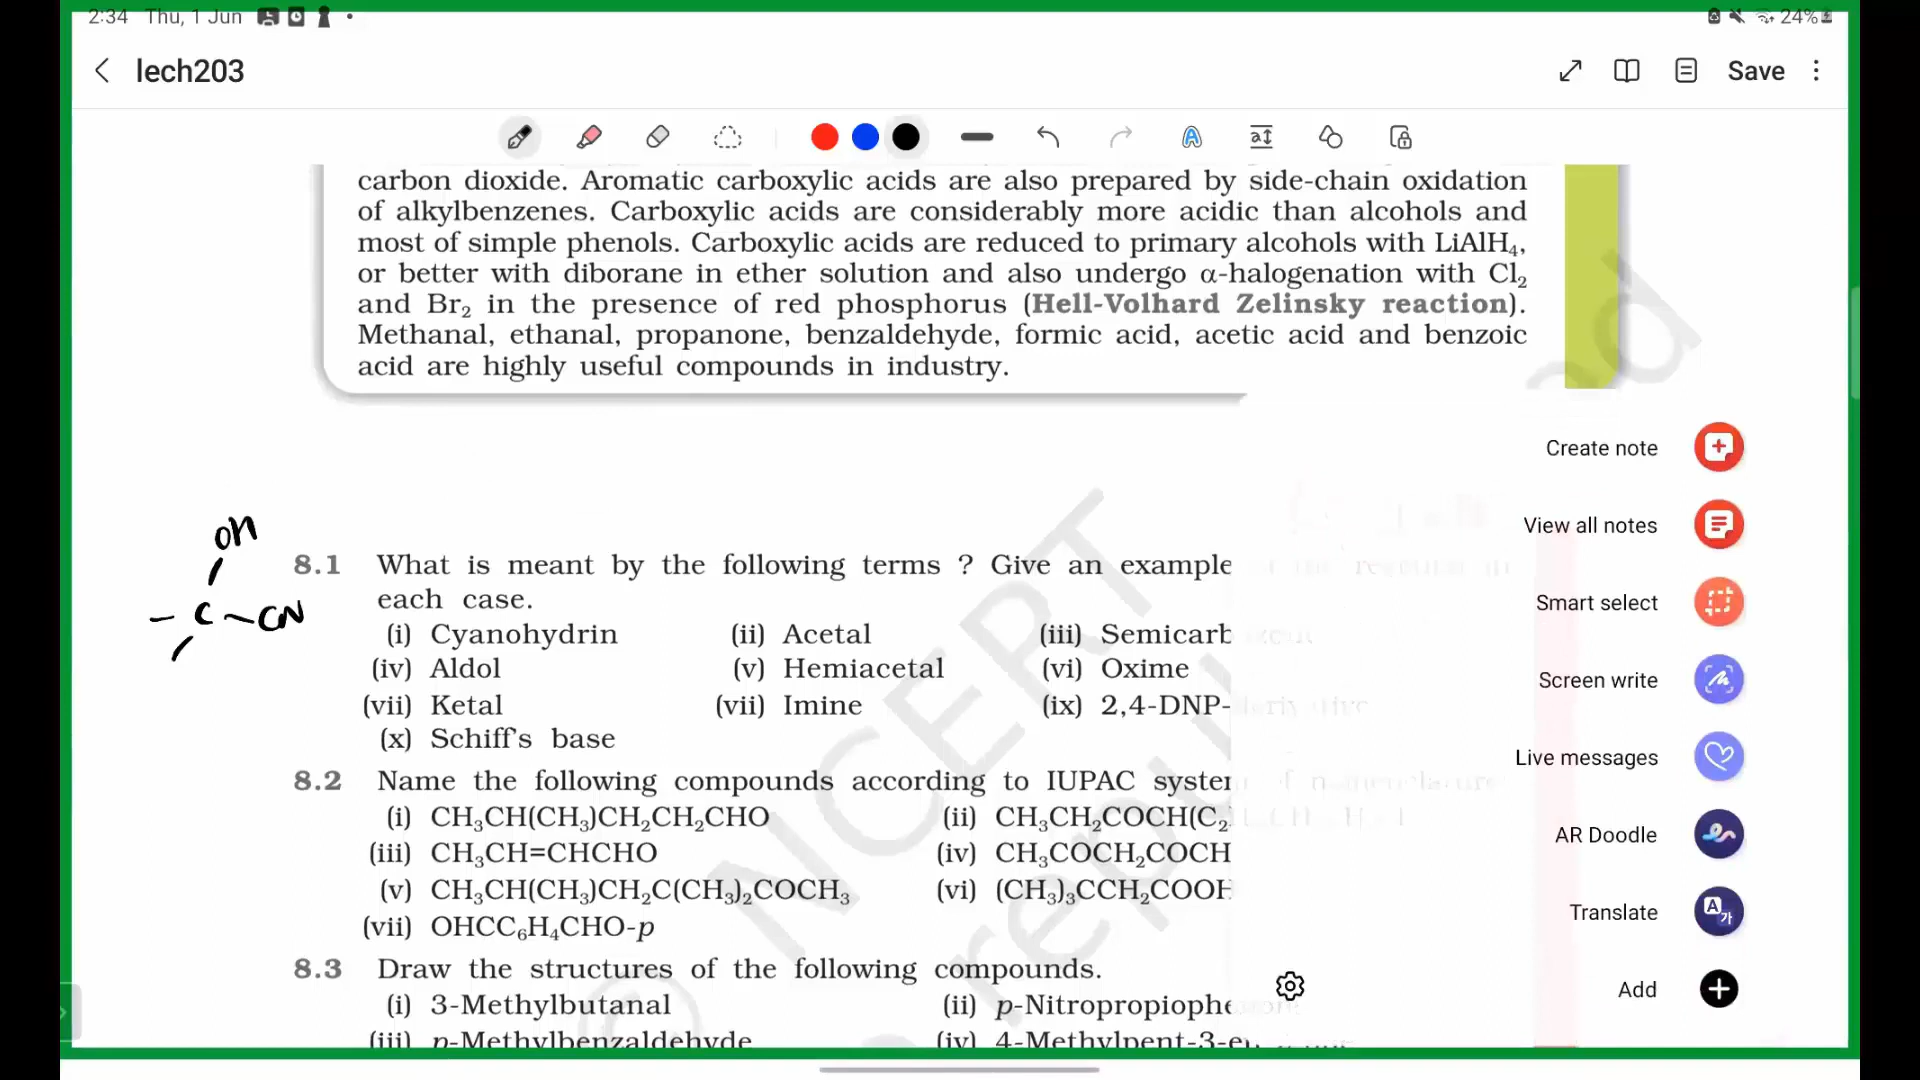 2:34 Thu, 1 Jun
24%
lech203
Save
carbon dioxide. Aromatic carboxylic acids are also prepared by side-chain oxidation
of alkylbenzenes. Carboxylic acids are considerably more acidic than alcohols and
most of simple phenols. Carboxylic acids are reduced to primary alcohols with LiAlH₄,
or better with diborane in ether solution and also undergo α-halogenation with Cl₂
and Br₂ in the presence of red phosphorus (Hell-Volhard Zelinsky reaction).
Methanal, ethanal, propanone, benzaldehyde, formic acid, acetic acid and benzoic
acid are highly useful compounds in industry.
Create note
View all notes
Smart select
Screen write
Live messages
AR Doodle
Translate
Add
OH
C CN
8.1 What is meant by the following terms ? Give an example
each case.
(i) Cyanohydrin (ii) Acetal (iii)
(iv) Aldol (v) Hemiacetal (vi) Oxime
(vii) Ketal (vii) Imine (ix) 2,4-DNP-
(x) Schiff's base
8.2 Name the following compounds according to IUPAC system of nomenclature
(i) CH₃CH(CH₃)CH₂CH₂CHO (ii) CH₃CH₂COCH(C₂
(iii) CH₃CH=CHCHO (iv) CH₃COCH₂COCH
(v) CH₃CH(CH₃)CH₂C(CH₃)₂COCH₃ (vi) (CH₃)₃CCH₂COOH
(vii) OHCC₆H₄CHO-p
8.3 Draw the structures of the following compounds.
(i) 3-Methylbutanal (ii)
(iii) p-Methylbenzaldehyde (iv)
© NCERT